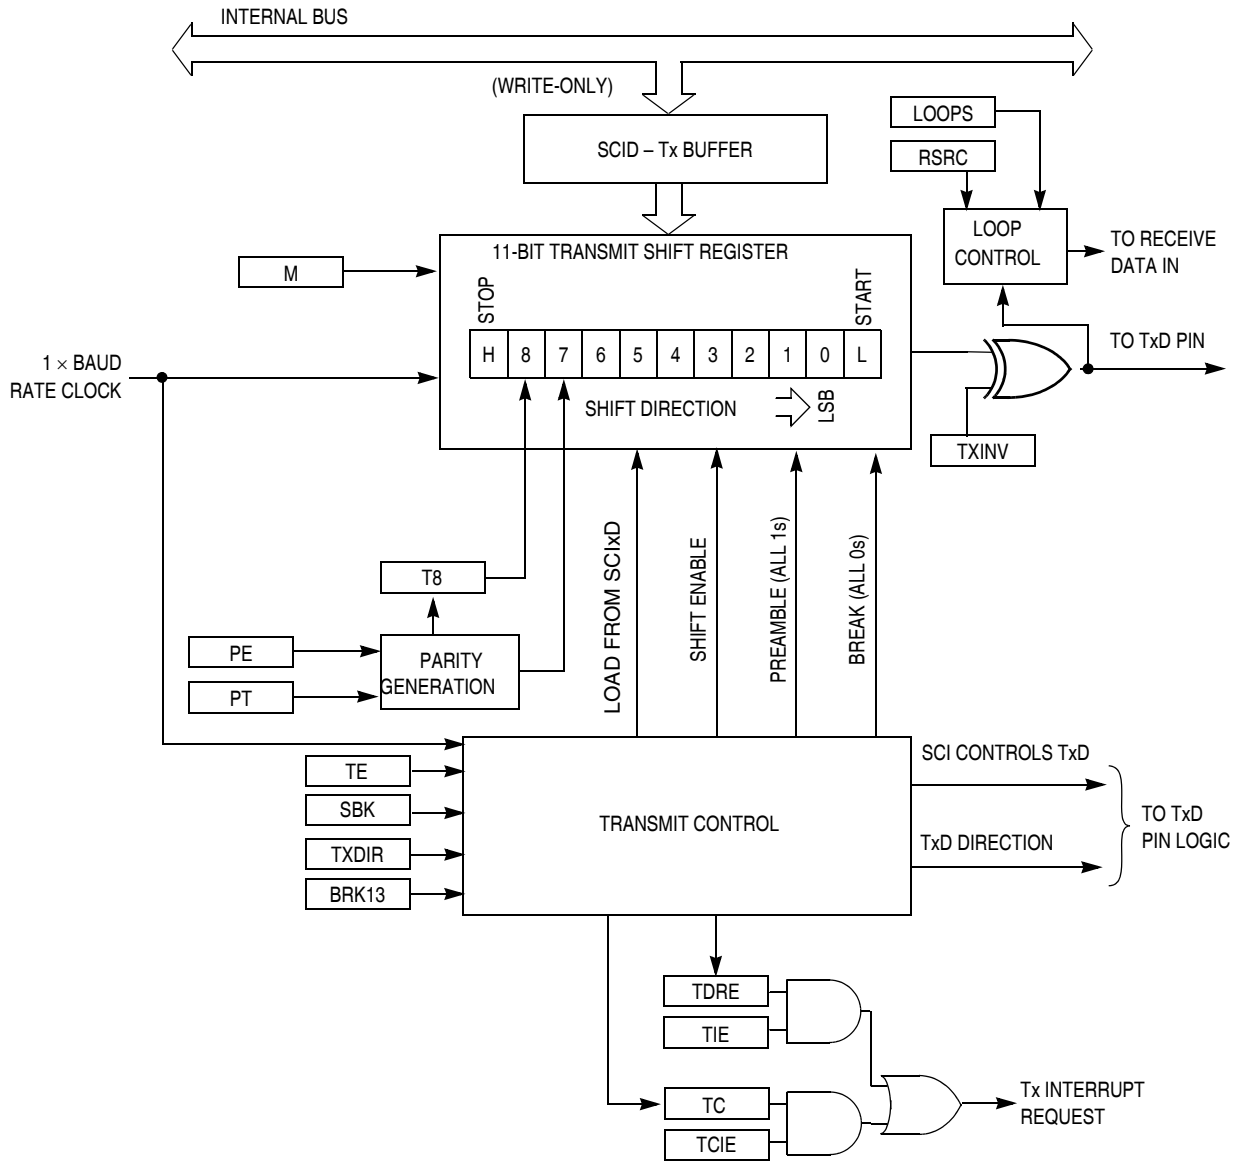 INTERNAL BUS
(WRITE-ONLY)
SCID – Tx BUFFER
LOOPS
RSRC
LOOP
CONTROL
TO RECEIVE
DATA IN
11-BIT TRANSMIT SHIFT REGISTER
M
STOP
START
H 8 7 6 5 4 3 2 1 0 L
1 × BAUD
RATE CLOCK
SHIFT DIRECTION
LSB
TO TxD PIN
TXINV
T8
PE
PT
PARITY
GENERATION
LOAD FROM SCIxD
SHIFT ENABLE
PREAMBLE (ALL 1s)
BREAK (ALL 0s)
TE
SBK
TXDIR
BRK13
TRANSMIT CONTROL
SCI CONTROLS TxD
TxD DIRECTION
TO TxD
PIN LOGIC
TDRE
TIE
TC
TCIE
Tx INTERRUPT
REQUEST